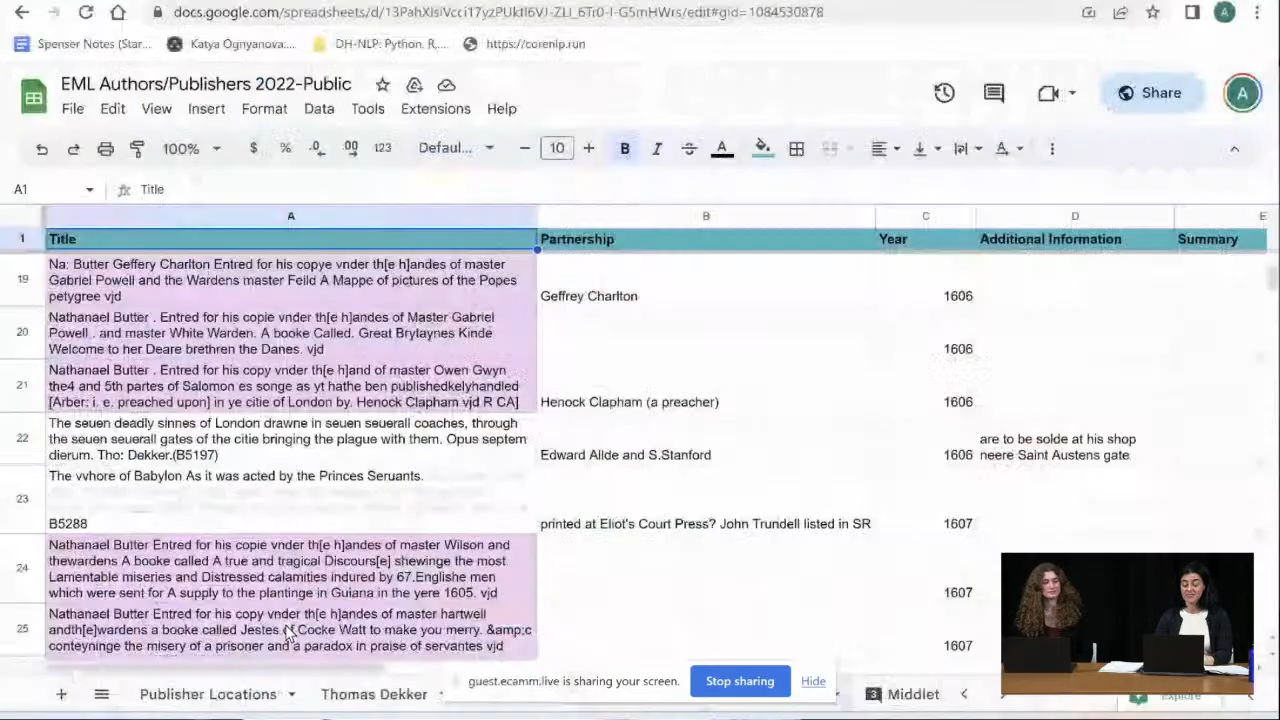 docs.google.com/spreadsheets/d/
edit#gid=1084530878
A
Spenser Notes (Star...
Katya Ognyanova:...
DH-NLP: Python, R,...
https://corenlp.run
EML Authors/Publishers 2022-Public
File Edit View Insert Format Data Tools Extensions Help
Share
A
100%
$ % .0 .00 123
Defaul...
10
B I A
A1
fx Title
A B C D E
1 Title Partnership Year Additional Information Summary
19
Na: Butter Geffery Charlton Entred for his copye vnder th[e h]andes of master
Gabriel Powell and the Wardens master Feild A Mappe of pictures of the Popes
petygree vjd
Geoffrey Charlton 1606
20
Nathanael Butter . Entred for his copie vnder th[e h]andes of Master Gabriel
Powell . and master White Warden. A booke Called. Great Brylaynes Kinde
Welcome to her Deare brethren the Danes. vjd
1606
21
Nathanael Butter . Entred for his copy vnder th[e h]and of master Owen Gwyn
the4 and 5th partes of Salomon es songe as yt hathe ben publishedkelyhandled
[Arber: i. e. preached upon] in ye citie of London by. Henock Clapham vjd R CA]
Henock Clapham (a preacher) 1606
22
The seuen deadly sinnes of London drawne in seuen seuerall coaches, through
the seuen seuerall gates of the citie bringing the plague with them. Opus septem
dierum. Tho: Dekker.(B5197)
Edward Allde and S.Stanford 1606
are to be solde at his shop
neere Saint Austens gate
23
The vvhore of Babylon As it was acted by the Princes Seruants.
B5288
printed at Eliot's Court Press? John Trundell listed in SR 1607
24
Nathanael Butter Entred for his copie vnder th[e h]andes of master Wilson and
thewardens A booke called A true and tragical Discours[e] shewinge the most
Lamentable miseries and Distressed calamities indured by 67.Englishe men
which were sent for A supply to the plantinge in Guiana in the yere 1605. vjd
1607
25
Nathanael Butter Entred for his copy vnder th[e h]andes of master hartwell
andth[e]wardens a booke called Jestes Cocke Watt to make you merry. &amp;c
conteyninge the misery of a prisoner and a paradox in praise of servantes vjd
1607
guest.ecamm.live is sharing your screen.
Stop sharing
Hide
Publisher Locations
Thomas Dekker
3 Middlet
Explore